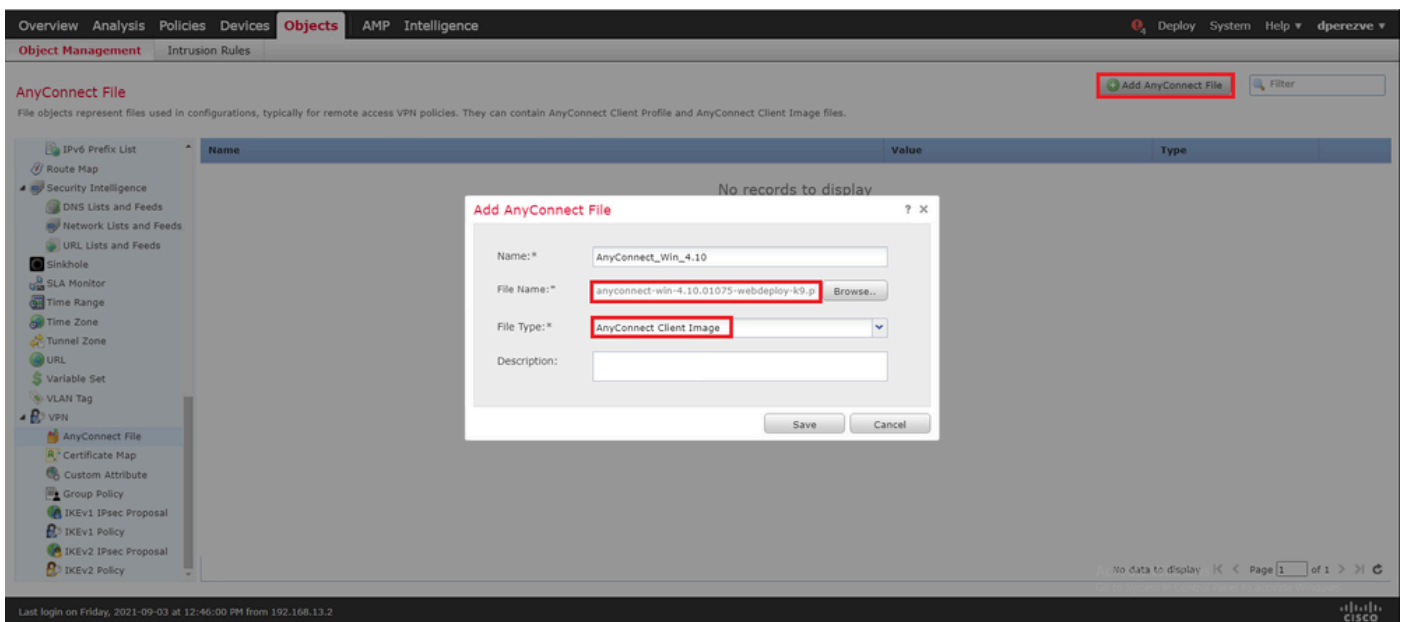 Overview Analysis Policies Devices Objects AMP Intelligence 4 Deploy System Help dperezve
Object Management Intrusion Rules
AnyConnect File
Add AnyConnect File Filter
File objects represent files used in configurations, typically for remote access VPN policies. They can contain AnyConnect Client Profile and AnyConnect Client Image files.
IPv6 Prefix List
Route Map
Security Intelligence
DNS Lists and Feeds
Network Lists and Feeds
URL Lists and Feeds
Sinkhole
SLA Monitor
Time Range
Time Zone
Tunnel Zone
URL
Variable Set
VLAN Tag
VPN
AnyConnect File
Certificate Map
Custom Attribute
Group Policy
IKEv1 IPsec Proposal
IKEv1 Policy
IKEv2 IPsec Proposal
IKEv2 Policy
Name Value Type
No records to display
Add AnyConnect File ? X
Name:* AnyConnect_Win_4.10
File Name:* anyconnect-win-4.10.01075-webdeploy-k9.p Browse..
File Type:* AnyConnect Client Image
Description:
Save Cancel
No data to display |< < Page 1 of 1 > >|
Last login on Friday, 2021-09-03 at 12:46:00 PM from 192.168.13.2
CISCO